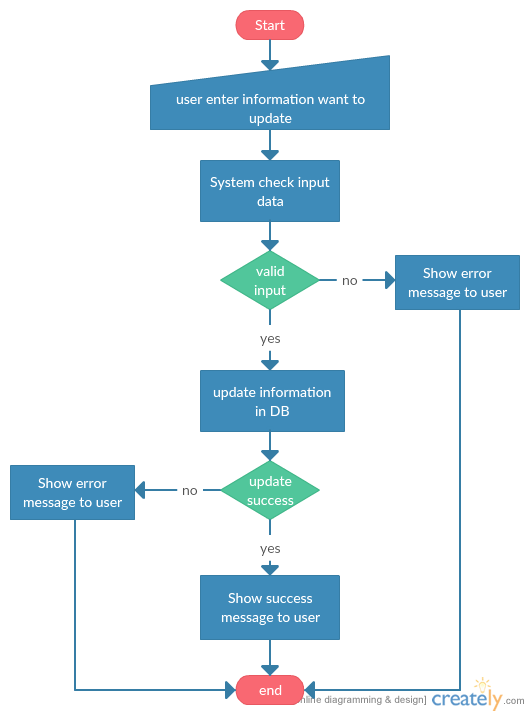 Start
user enter information want to
update
System check input
data
valid
input
no
Show error
message to user
yes
update information
in DB
Show error
message to user
no
update
success
yes
Show success
message to user
end
nline diagramming & design]
creately
.com